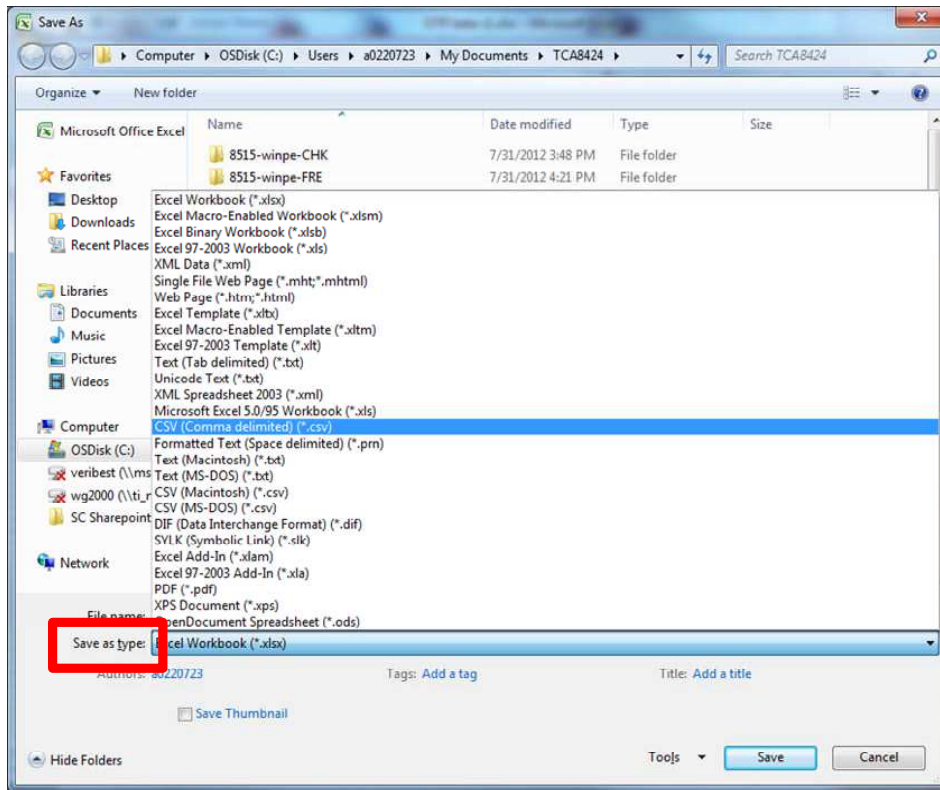 Save As
Computer OSDisk (C:) Users a0220723 My Documents TCA8424
Search TCA8424
Organize New folder
Microsoft Office Excel
Favorites
Desktop
Downloads
Recent Places
Libraries
Documents
Music
Pictures
Videos
Computer
OSDisk (C:)
veribest (\\ms
wg2000 (\\ti_r
SC Sharepoint
Network
Name Date modified Type Size
8515-winpe-CHK 7/31/2012 3:48 PM File folder
8515-winpe-FRE 7/31/2012 4:21 PM File folder
Excel Workbook (*.xlsx)
Excel Macro-Enabled Workbook (*.xlsm)
Excel Binary Workbook (*.xlsb)
Excel 97-2003 Workbook (*.xls)
XML Data (*.xml)
Single File Web Page (*.mht;*.mhtml)
Web Page (*.htm;*.html)
Excel Template (*.xltx)
Excel Macro-Enabled Template (*.xltm)
Excel 97-2003 Template (*.xlt)
Text (Tab delimited) (*.txt)
Unicode Text (*.txt)
XML Spreadsheet 2003 (*.xml)
Microsoft Excel 5.0/95 Workbook (*.xls)
CSV (Comma delimited) (*.csv)
Formatted Text (Space delimited) (*.prn)
Text (Macintosh) (*.txt)
Text (MS-DOS) (*.txt)
CSV (Macintosh) (*.csv)
CSV (MS-DOS) (*.csv)
DIF (Data Interchange Format) (*.dif)
SYLK (Symbolic Link) (*.slk)
Excel Add-In (*.xlam)
Excel 97-2003 Add-In (*.xla)
PDF (*.pdf)
XPS Document (*.xps)
OpenDocument Spreadsheet (*.ods)
File name:
Save as type: Excel Workbook (*.xlsx)
Authors: a0220723 Tags: Add a tag Title: Add a title
Save Thumbnail
Hide Folders Tools Save Cancel